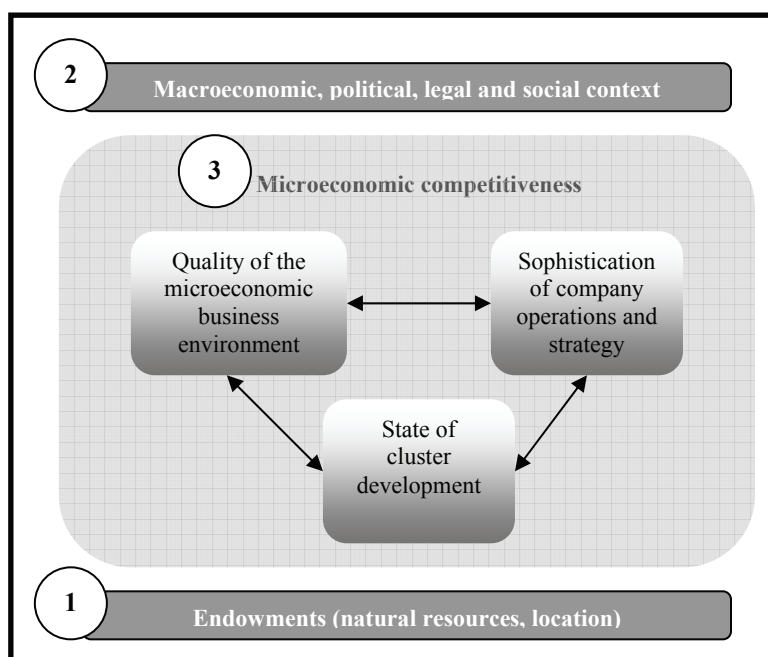 2
Macroeconomic, political, legal and social context
3
Microeconomic competitiveness
Quality of the
microeconomic
business
environment
Sophistication
of company
operations and
strategy
State of
cluster
development
1
Endowments (natural resources, location)